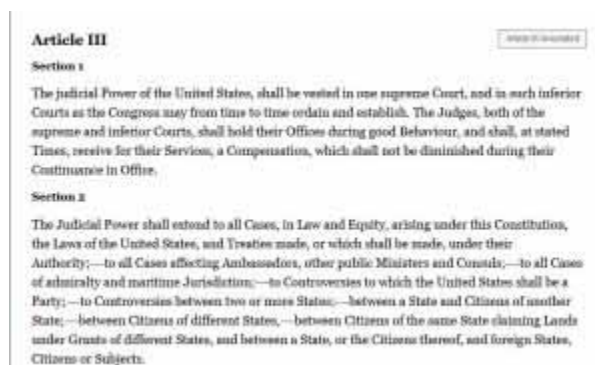 Article III
Section 1
The judicial Power of the United States, shall be vested in one supreme Court, and in such inferior
Courts as the Congress may from time to time ordain and establish. The Judges, both of the
supreme and inferior Courts, shall hold their Offices during good Behaviour, and shall, at stated
Times, receive for their Services, a Compensation, which shall not be diminished during their
Continuance in Office.
Section 2
The Judicial Power shall extend to all Cases, in Law and Equity, arising under this Constitution,
the Laws of the United States, and Treaties made, or which shall be made, under their
Authority;—to all Cases affecting Ambassadors, other public Ministers and Consuls;—to all Cases
of admiralty and maritime Jurisdiction;—to Controversies to which the United States shall be a
Party;—to Controversies between two or more States;—between a State and Citizens of another
State;—between Citizens of different States,—between Citizens of the same State claiming Lands
under Grants of different States, and between a State, or the Citizens thereof, and foreign States,
Citizens or Subjects.